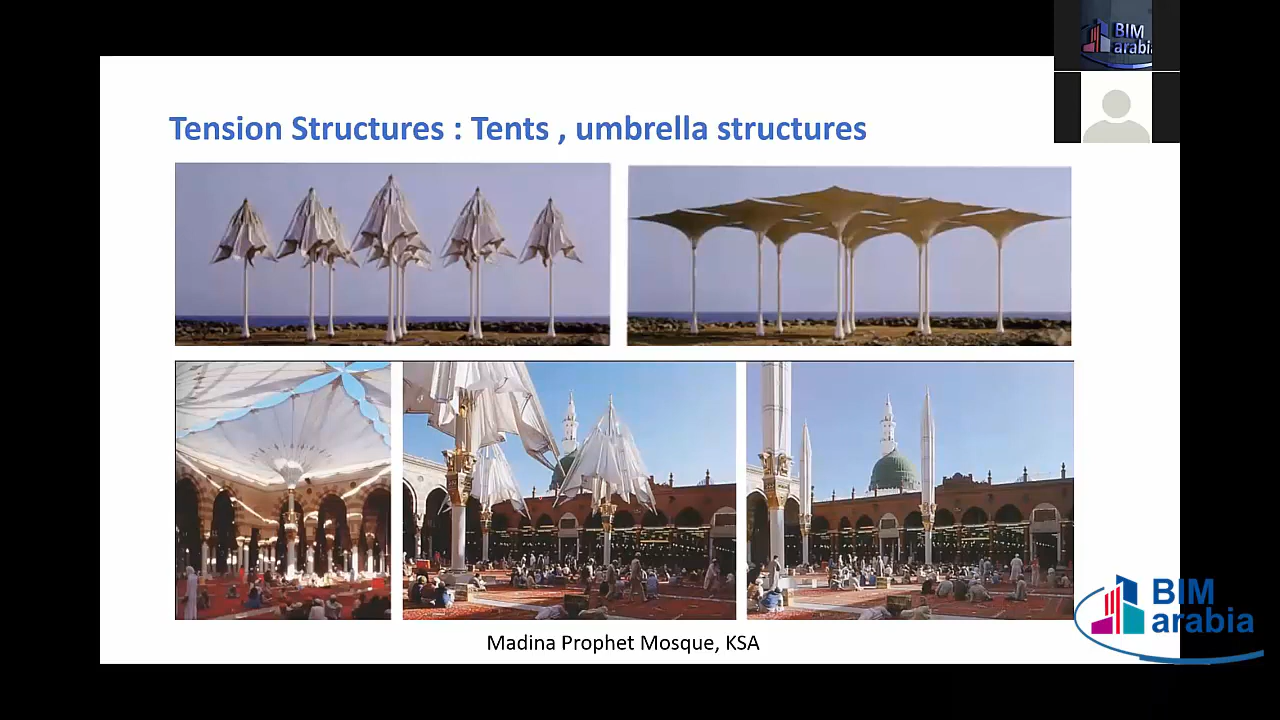 BIM
arabia
Tension Structures : Tents , umbrella structures
Madina Prophet Mosque, KSA
BIM
arabia